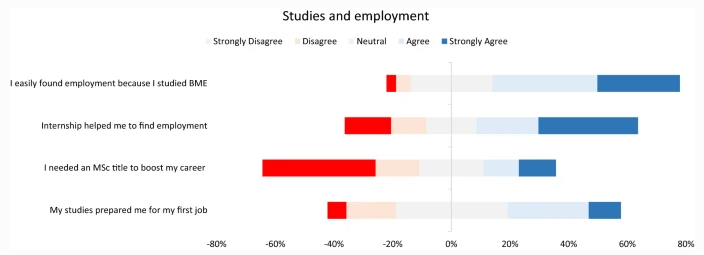 Studies and employment
Strongly Disagree Disagree Neutral Agree Strongly Agree
I easily found employment because I studied BME
Internship helped me to find employment
I needed an MSc title to boost my career
My studies prepared me for my first job
-80% -60% -40% -20% 0% 20% 40% 60% 80%